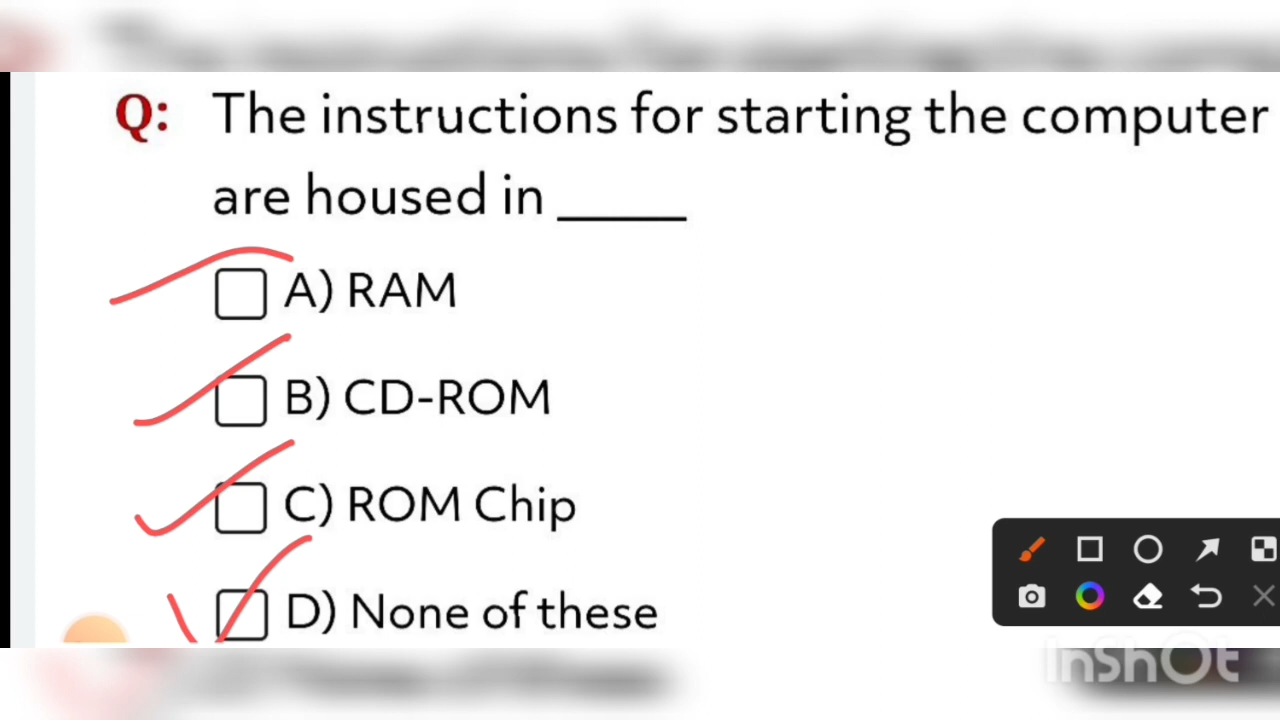 Q: The instructions for starting the computer
are housed in _____
A) RAM
B) CD-ROM
C) ROM Chip
D) None of these
InShOt